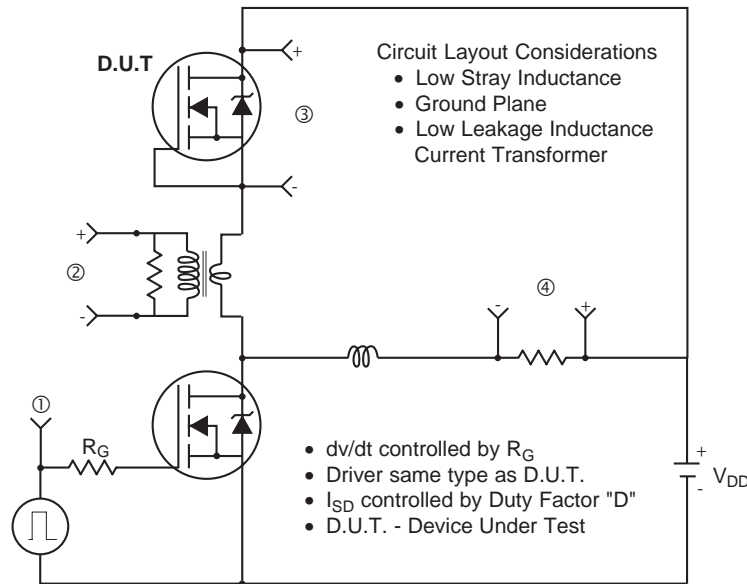 D.U.T
+
③
-
Circuit Layout Considerations
• Low Stray Inductance
• Ground Plane
• Low Leakage Inductance
Current Transformer
+
②
-
④
-
+
①
RG
• dv/dt controlled by RG
• Driver same type as D.U.T.
• ISD controlled by Duty Factor "D"
• D.U.T. - Device Under Test
+
VDD
-